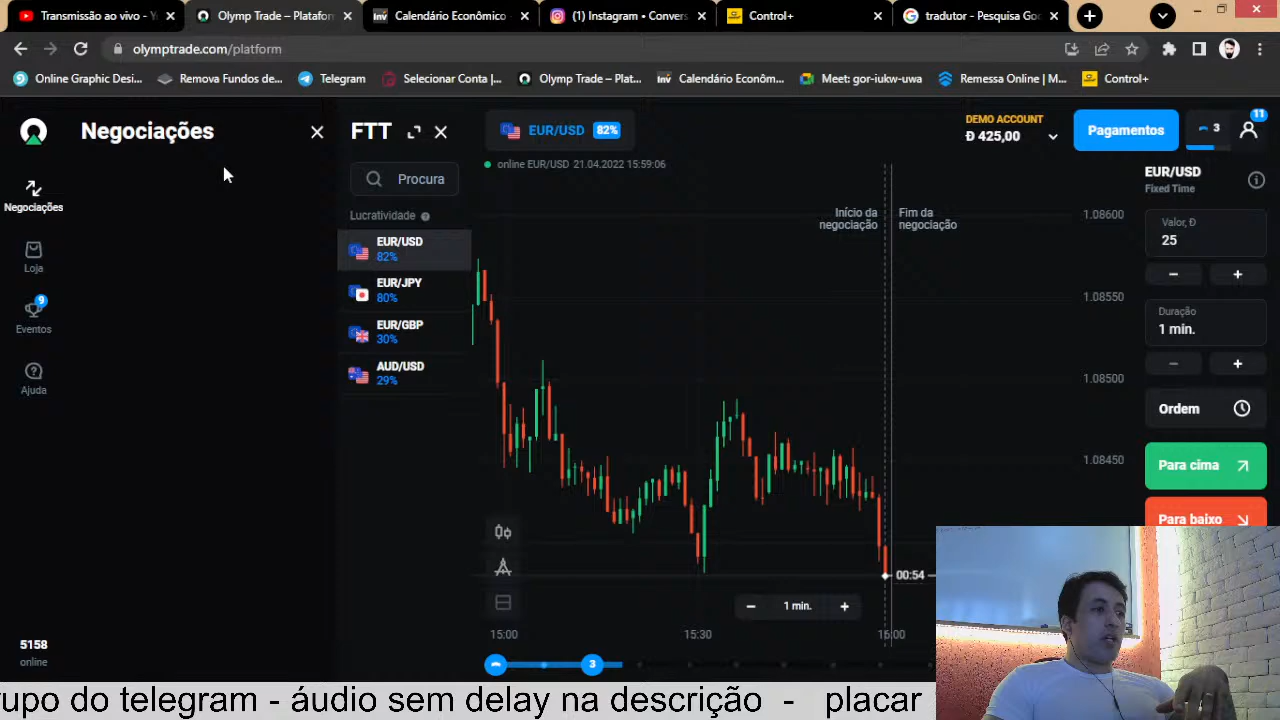 Transmissão ao vivo - Y
Olymp Trade – Platafor
Inv
Calendário Econômico -
(1) Instagram • Convers
Control+
tradutor - Pesquisa Go
olymptrade.com/platform
Online Graphic Desi...
Remova Fundos de...
Telegram
Selecionar Conta |...
Olymp Trade – Plat...
Inv
Calendário Econôm...
Meet: gor-iukw-uwa
Remessa Online | M...
Control+
Negociações
FTT
EUR/USD 82%
DEMO ACCOUNT
Đ 425,00
Pagamentos
3
11
online EUR/USD 21.04.2022 15:59:06
Negociações
Loja
9
Eventos
Ajuda
5158
online
Procura
Lucratividade
EUR/USD
82%
EUR/JPY
80%
EUR/GBP
30%
AUD/USD
29%
Início da
negociação
Fim da
negociação
1.08600
1.08550
1.08500
1.08450
00:54
1 min.
15:00
15:30
16:00
3
EUR/USD
Fixed Time
Valor, Đ
25
Duração
1 min.
Ordem
Para cima
Para baixo
rupo do telegram - áudio sem delay na descrição - placar